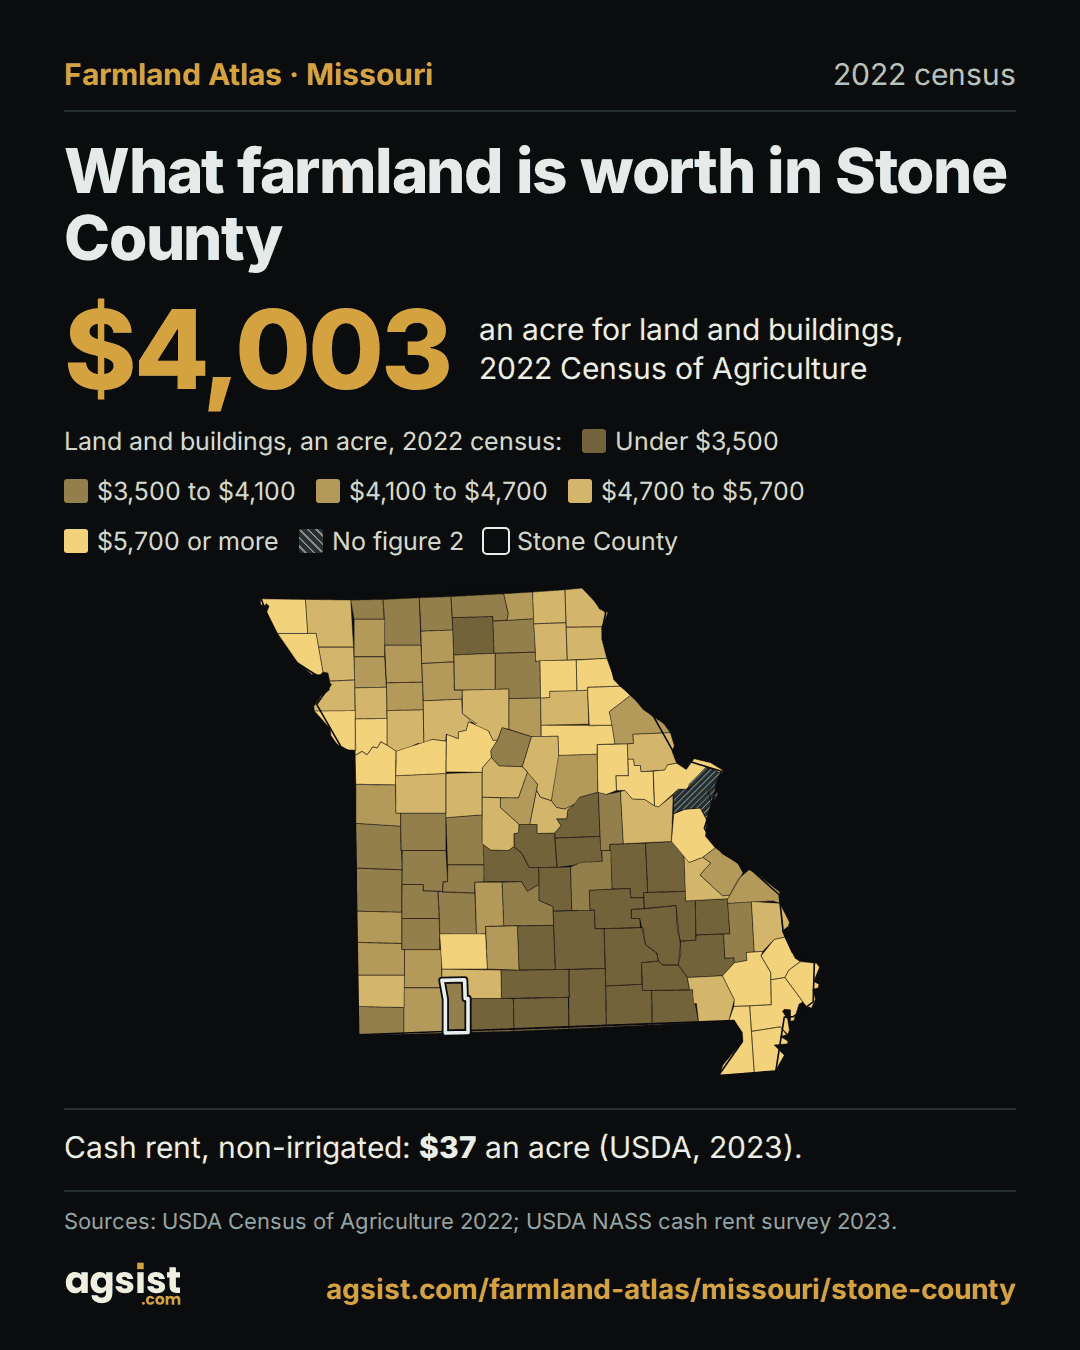 Farmland Atlas · Missouri
2022 census
What farmland is worth in Stone
County
$4,003
an acre for land and buildings,
2022 Census of Agriculture
Land and buildings, an acre, 2022 census: Under $3,500
$3,500 to $4,100 $4,100 to $4,700 $4,700 to $5,700
$5,700 or more No figure 2 Stone County
Cash rent, non-irrigated: $37 an acre (USDA, 2023).
Sources: USDA Census of Agriculture 2022; USDA NASS cash rent survey 2023.
agsist
.com
agsist.com/farmland-atlas/missouri/stone-county